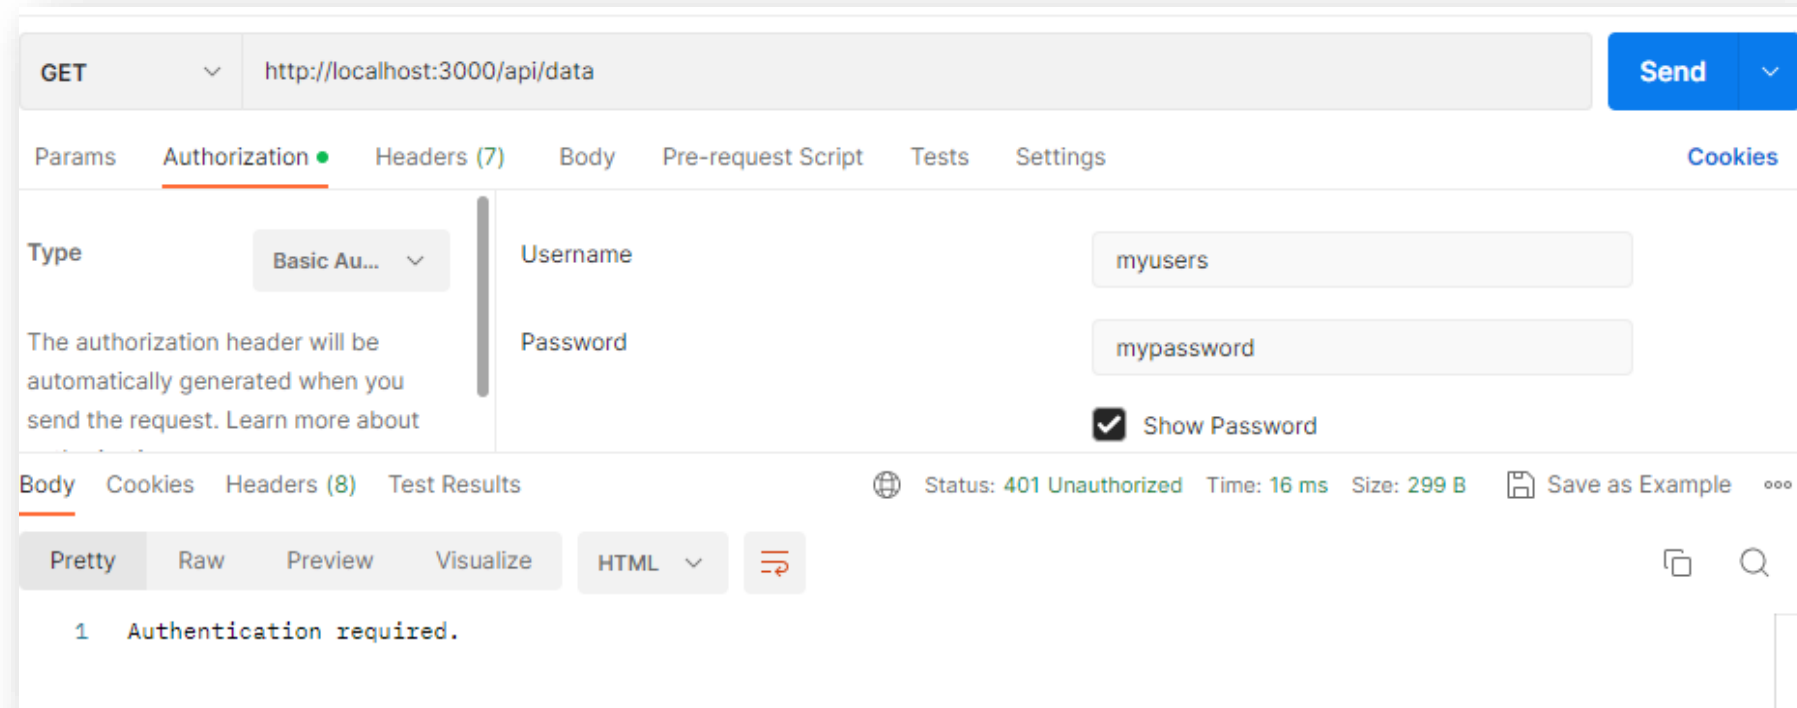 GET http://localhost:3000/api/data Send
Params Authorization Headers (7) Body Pre-request Script Tests Settings Cookies
Type Basic Au... Username myusers
The authorization header will be
automatically generated when you
send the request. Learn more about
Password mypassword
Show Password
Body Cookies Headers (8) Test Results Status: 401 Unauthorized Time: 16 ms Size: 299 B Save as Example
Pretty Raw Preview Visualize HTML
1 Authentication required.